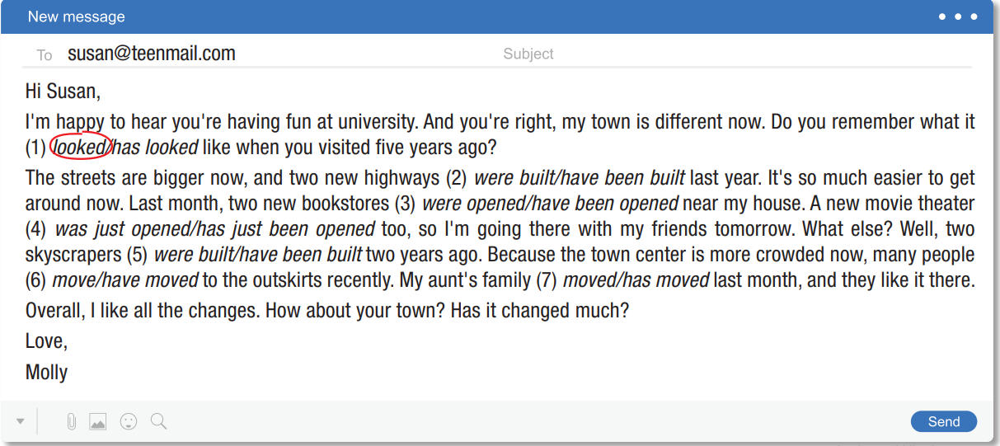 New message
To susan@teenmail.com Subject
Hi Susan,
I'm happy to hear you're having fun at university. And you're right, my town is different now. Do you remember what it
(1) looked/has looked like when you visited five years ago?
The streets are bigger now, and two new highways (2) were built/have been built last year. It's so much easier to get
around now. Last month, two new bookstores (3) were opened/have been opened near my house. A new movie theater
(4) was just opened/has just been opened too, so I'm going there with my friends tomorrow. What else? Well, two
skyscrapers (5) were built/have been built two years ago. Because the town center is more crowded now, many people
(6) move/have moved to the outskirts recently. My aunt's family (7) moved/has moved last month, and they like it there.
Overall, I like all the changes. How about your town? Has it changed much?
Love,
Molly
Send